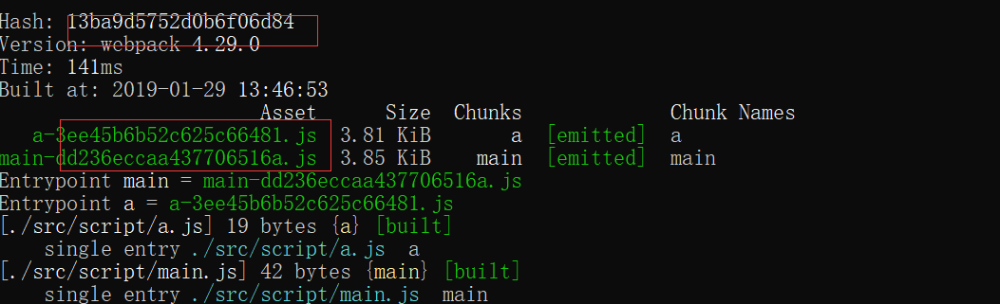 Hash: 13ba9d5752d0b6f06d84
Version: webpack 4.29.0
Time: 141ms
Built at: 2019-01-29 13:46:53
Asset Size Chunks Chunk Names
a-3ee45b6b52c625c66481.js 3.81 KiB a [emitted] a
main-dd236eccaa437706516a.js 3.85 KiB main [emitted] main
Entrypoint main = main-dd236eccaa437706516a.js
Entrypoint a = a-3ee45b6b52c625c66481.js
[./src/script/a.js] 19 bytes {a} [built]
single entry ./src/script/a.js a
[./src/script/main.js] 42 bytes {main} [built]
single entry ./src/script/main.js main